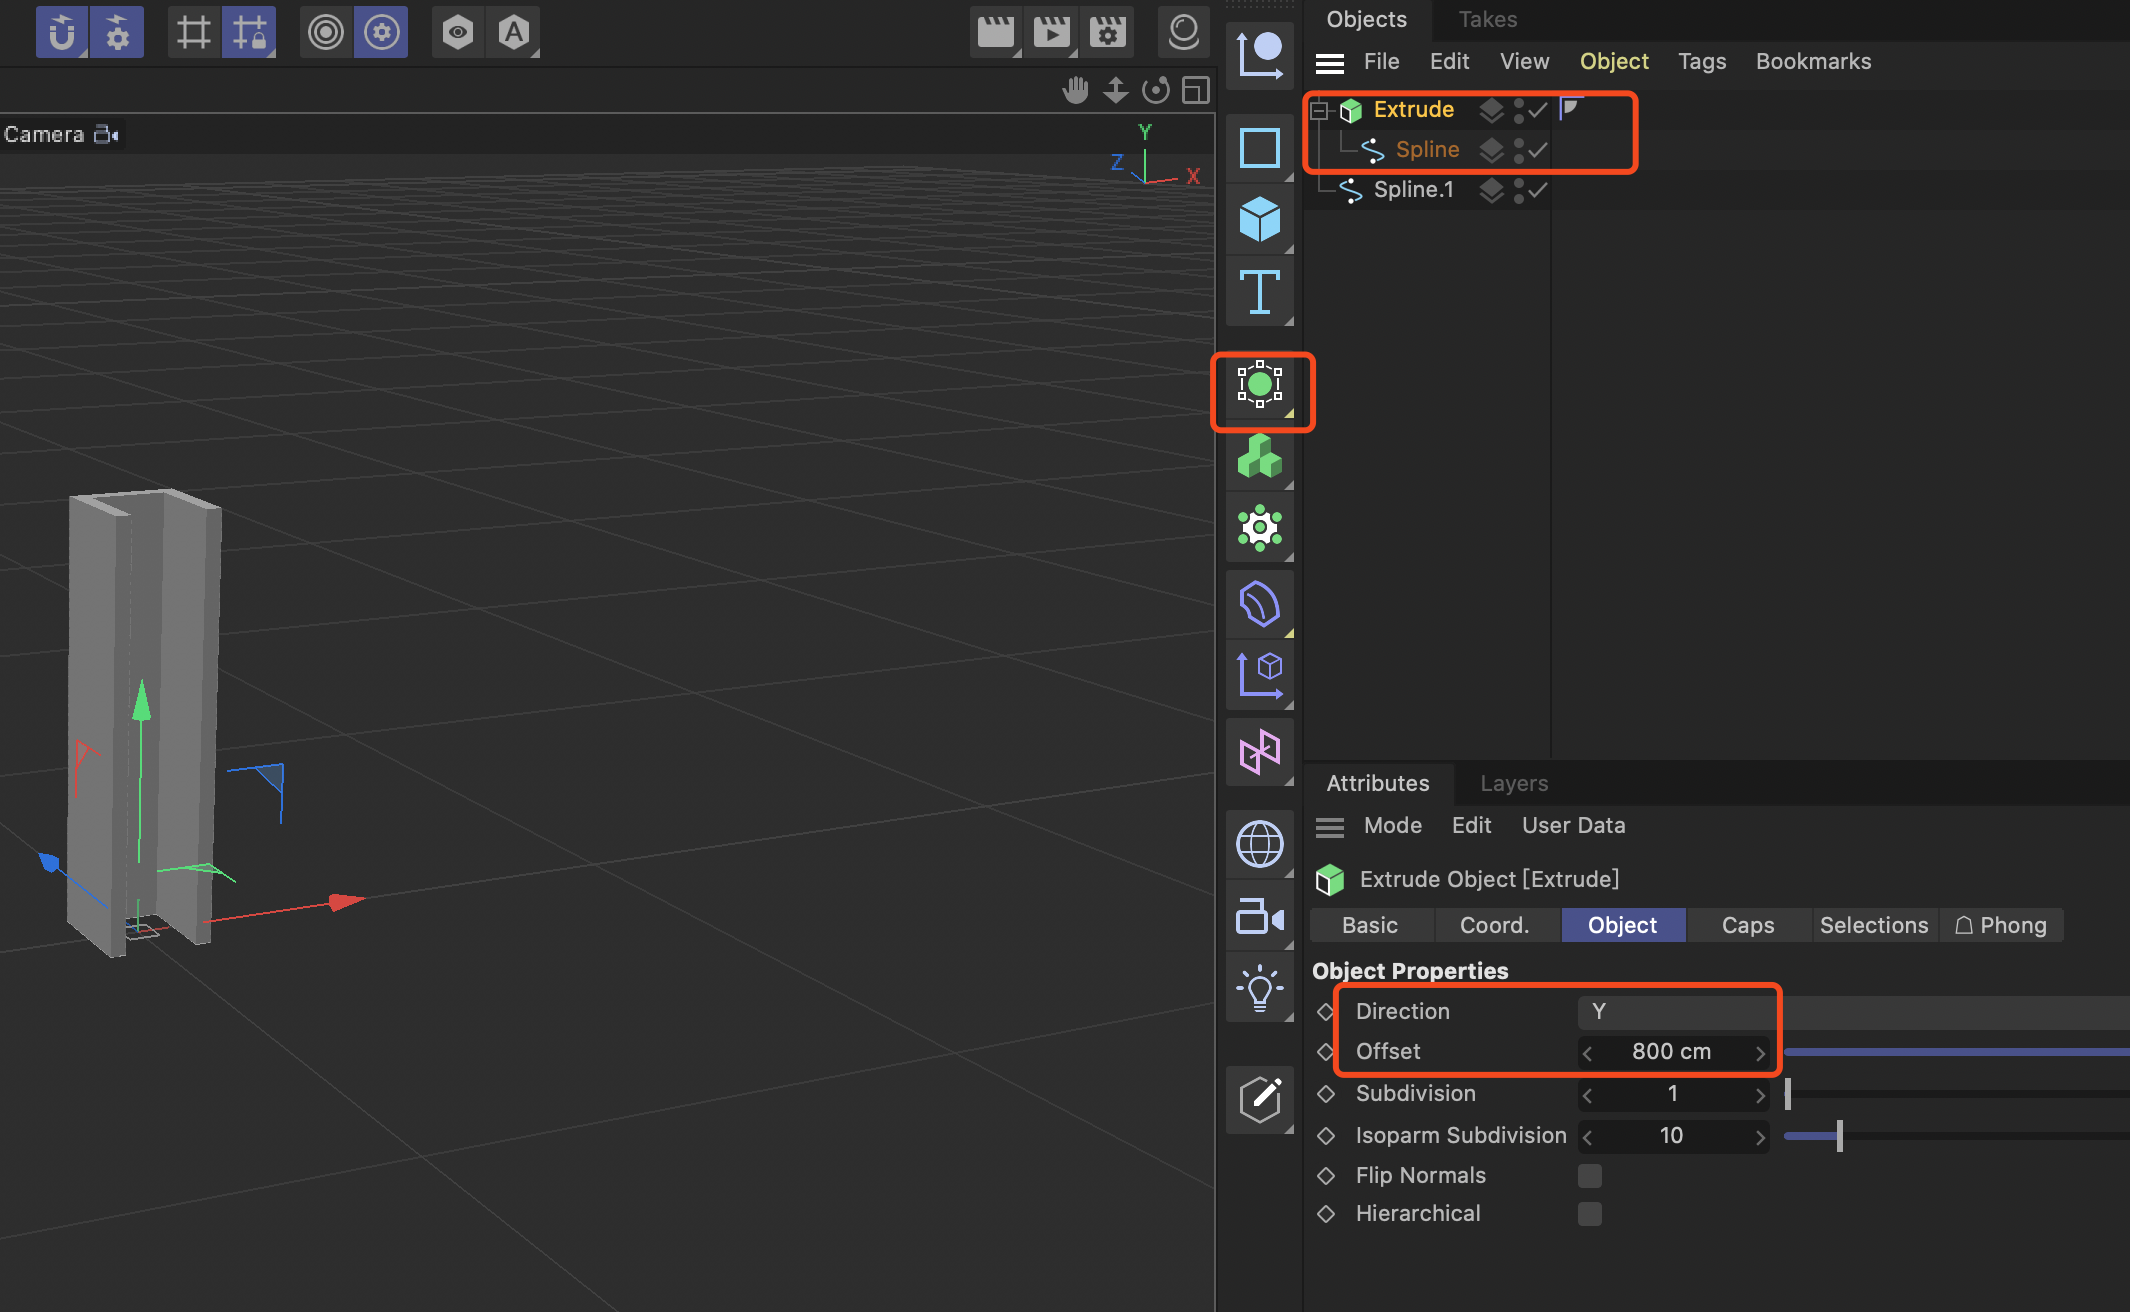 Objects Takes
File Edit View Object Tags Bookmarks
Extrude
Spline
Spline.1
Camera
Y
Z
X
A
T
Attributes Layers
Mode Edit User Data
Extrude Object [Extrude]
Basic Coord. Object Caps Selections Phong
Object Properties
Direction Y
Offset 800 cm
Subdivision 1
Isoparm Subdivision 10
Flip Normals
Hierarchical